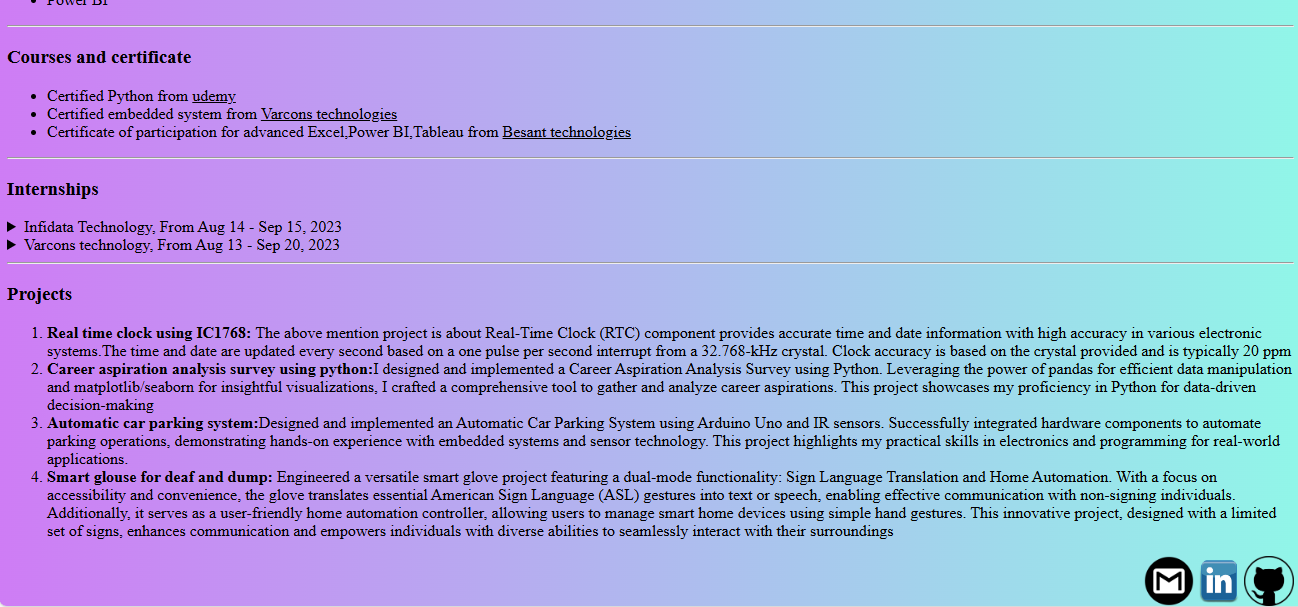 Power BI
Courses and certificate
Certified Python from udemy
Certified embedded system from Varcons technologies
Certificate of participation for advanced Excel,Power BI,Tableau from Besant technologies
Internships
Infidata Technology, From Aug 14 - Sep 15, 2023
Varcons technology, From Aug 13 - Sep 20, 2023
Projects
1. Real time clock using IC1768: The above mention project is about Real-Time Clock (RTC) component provides accurate time and date information with high accuracy in various electronic
systems.The time and date are updated every second based on a one pulse per second interrupt from a 32.768-kHz crystal. Clock accuracy is based on the crystal provided and is typically 20 ppm
2. Career aspiration analysis survey using python:I designed and implemented a Career Aspiration Analysis Survey using Python. Leveraging the power of pandas for efficient data manipulation
and matplotlib/seaborn for insightful visualizations, I crafted a comprehensive tool to gather and analyze career aspirations. This project showcases my proficiency in Python for data-driven
decision-making
3. Automatic car parking system:Designed and implemented an Automatic Car Parking System using Arduino Uno and IR sensors. Successfully integrated hardware components to automate
parking operations, demonstrating hands-on experience with embedded systems and sensor technology. This project highlights my practical skills in electronics and programming for real-world
applications.
4. Smart glouse for deaf and dump: Engineered a versatile smart glove project featuring a dual-mode functionality: Sign Language Translation and Home Automation. With a focus on
accessibility and convenience, the glove translates essential American Sign Language (ASL) gestures into text or speech, enabling effective communication with non-signing individuals.
Additionally, it serves as a user-friendly home automation controller, allowing users to manage smart home devices using simple hand gestures. This innovative project, designed with a limited
set of signs, enhances communication and empowers individuals with diverse abilities to seamlessly interact with their surroundings
in